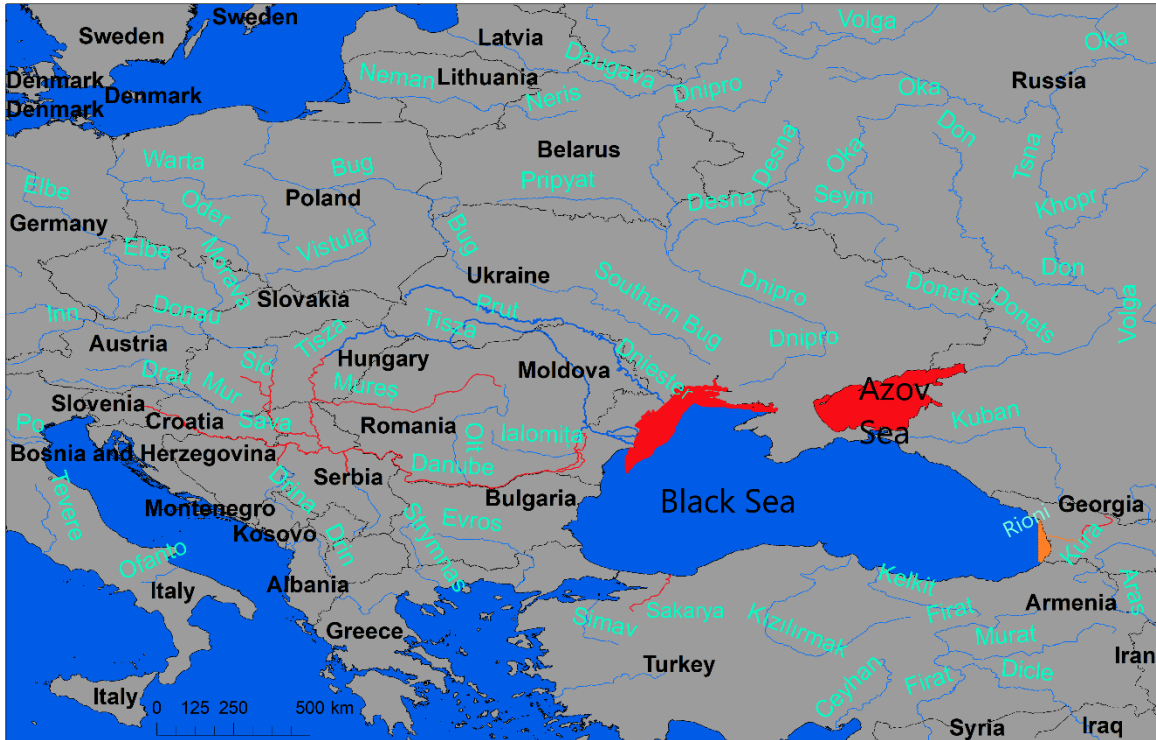 Sweden
Sweden
Latvia
Volga
Oka
Denmark
Denmark
Denmark
Neman
Lithuania
Daugava
Neris
Dnipro
Oka
Russia
Warta
Bug
Belarus
Pripyat
Desna
Desna
Oka
Seym
Don
Tsna
Khopr
Elbe
Germany
Oder
Poland
Vistula
Elbe
Morava
Bug
Ukraine
Southern Bug
Dnipro
Dnipro
Donets
Donets
Don
Volga
Inn
Donau
Slovakia
Austria
Tisza
Tisza
Prut
Hungary
Sió
Drau
Mur
Mureș
Moldova
Dniester
Azov
Sea
Kuban
Slovenia
Croatia
Sava
Romania
Olt
Ialomita
Po
Bosnia and Herzegovina
Serbia
Danube
Bulgaria
Black Sea
Tevere
Montenegro
Drina
Kosovo
Drin
Strymnas
Evros
Georgia
Rioni
Kura
Ofanto
Italy
Albania
Greece
Simav
Sakarya
Kızılırmak
Kelkit
Firat
Armenia
Aras
Murat
Turkey
Ceyhan
Firat
Dicle
Iran
Italy
0 125 250 500 km
Syria
Iraq